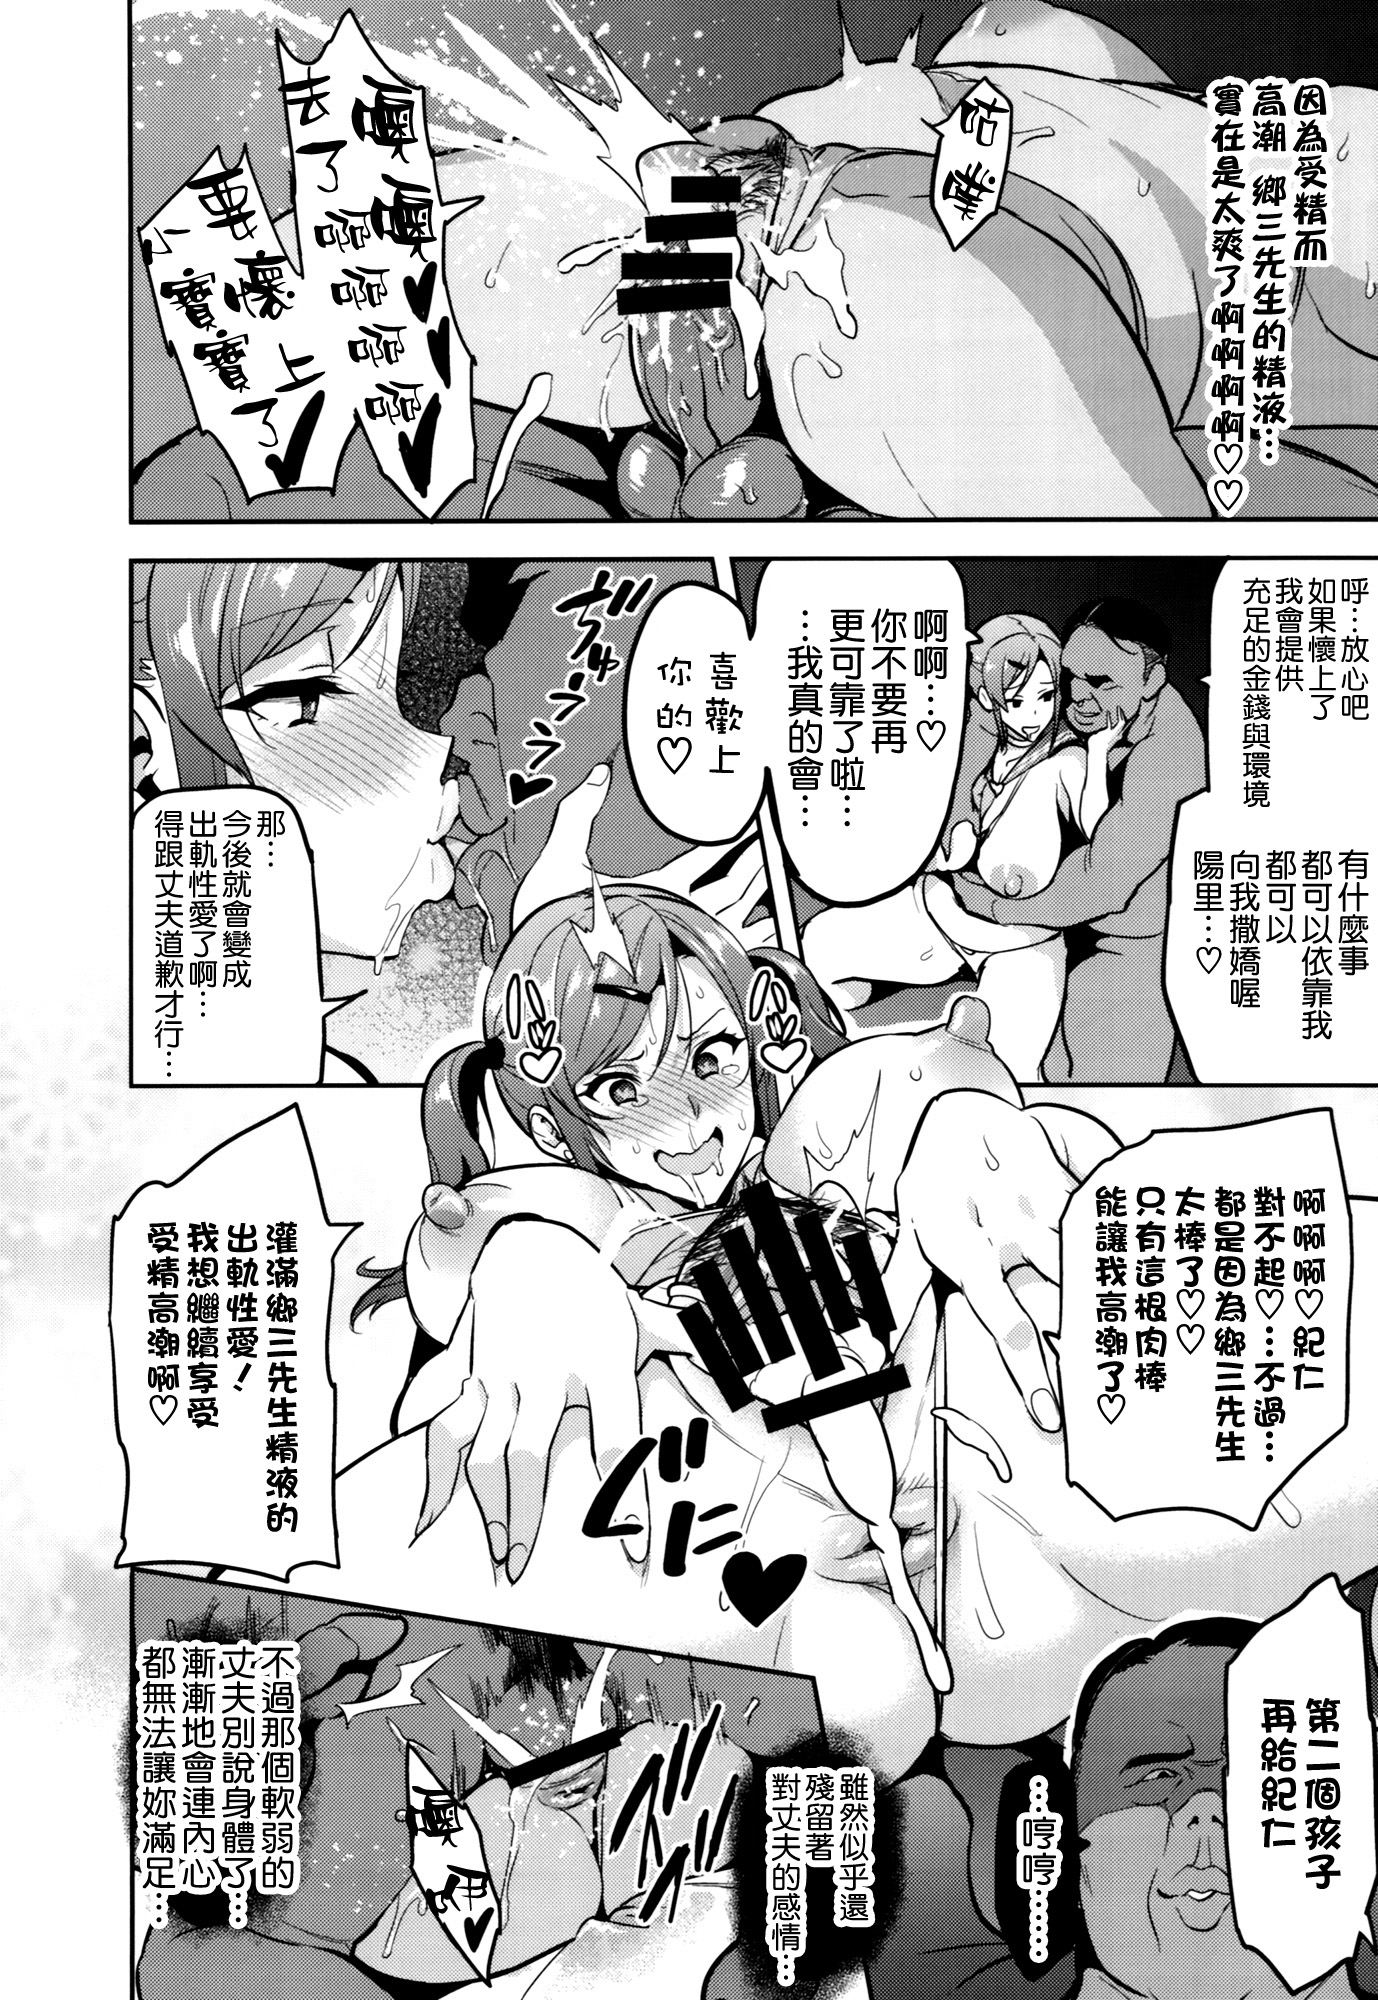 因為受精而
高潮 鄉三先生的精液…
實在是太爽了啊啊啊啊♡♡
噢噢♥♥
去了
要懷上
小寶寶了
呼…放心吧
如果懷上了
我會提供
充足的金錢與環境
有什麼事
都可以依靠我
都可以
向我撒嬌喔
陽里…♡
啊啊…♡
你不要再
更可靠了啦…
…我真的會…
喜歡上
你的♡
ぢゅううっ♥
那…
今後就會變成
出軌性愛了啊…
得跟丈夫道歉才行…
啊啊啊♡紀仁
對不起♡…不過…
都是因為鄉三先生
太棒了♡♡
只有這根肉棒
能讓我高潮了♡
灌滿鄉三先生精液的
出軌性愛！
我想繼續享受
受精高潮啊♡
第二個孩子
再給紀仁
…哼哼……
雖然似乎還
殘留著
對丈夫的感情…
不過那個軟弱的
丈夫別說身體了…
漸漸地會連內心
都無法讓妳滿足…